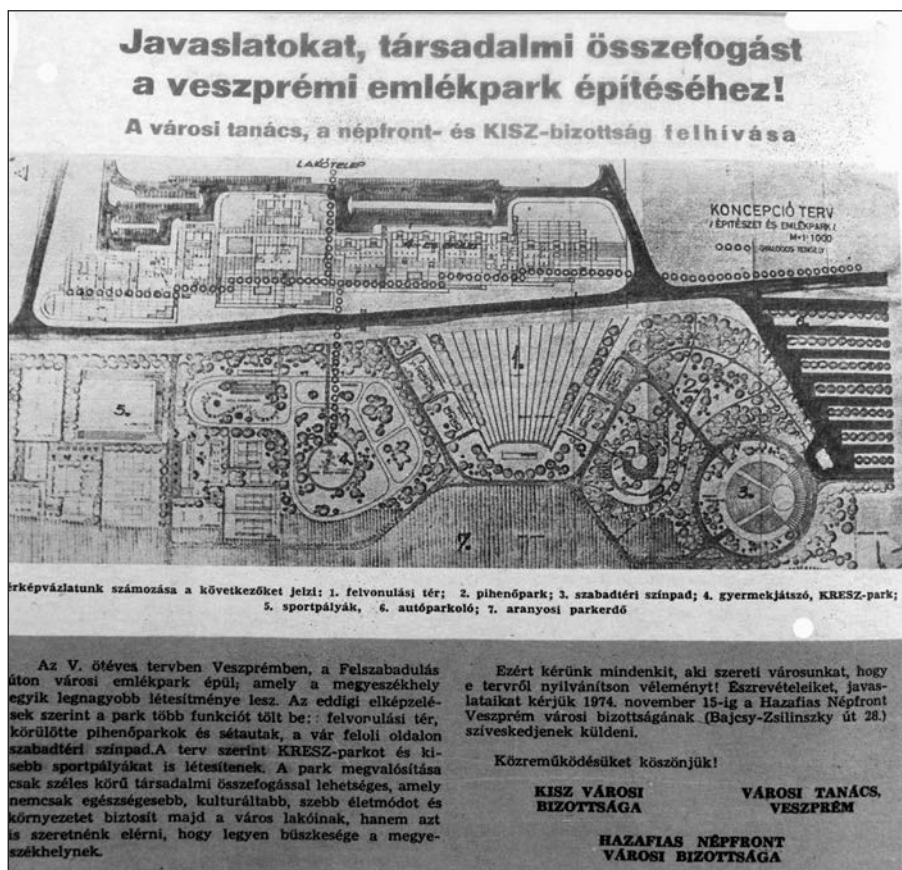 Javaslatokat, társadalmi összefogást
a veszprémi emlékpark építéséhez!
A városi tanács, a népfront- és KISZ-bizottság felhívása
LAKÓTELEP
KONCEPCIÓ TERV
/ ÉPÍTÉSZET ÉS EMLÉKPARK /
M=1:1000
GYALOGOS TENGELY
1.
2.
3.
4.
5.
6.
7.
érképvázlatunk számozása a következőket jelzi: 1. felvonulási tér; 2. pihenőpark; 3. szabadtéri színpad; 4. gyermekjátszó, KRESZ-park;
5. sportpályák, 6. autóparkoló; 7. aranyosi parkerdő
Az V. ötéves tervben Veszprémben, a Felszabadulás
úton városi emlékpark épül; amely a megyeszékhely
egyik legnagyobb létesítménye lesz. Az eddigi elképzelé-
sek szerint a park több funkciót tölt be: felvonulási tér,
körülötte pihenőparkok és sétautak, a vár felőli oldalon
szabadtéri színpad.A terv szerint KRESZ-parkot és ki-
sebb sportpályákat is létesítenek. A park megvalósítása
csak széles körű társadalmi összefogással lehetséges, amely
nemcsak egészségesebb, kulturáltabb, szebb életmódot és
környezetet biztosít majd a város lakóinak, hanem azt
is szeretnénk elérni, hogy legyen büszkesége a megye-
székhelynek.
Ezért kérünk mindenkit, aki szereti városunkat, hogy
e tervről nyilvánítson véleményt! Észrevételeiket, javas-
lataikat kérjük 1974. november 15-ig a Hazafias Népfront
Veszprém városi bizottságának (Bajcsy-Zsilinszky út 28.)
szíveskedjenek küldeni.
Közreműködésüket köszönjük!
KISZ VÁROSI
BIZOTTSÁGA
VÁROSI TANÁCS,
VESZPRÉM
HAZAFIAS NÉPFRONT
VÁROSI BIZOTTSÁGA